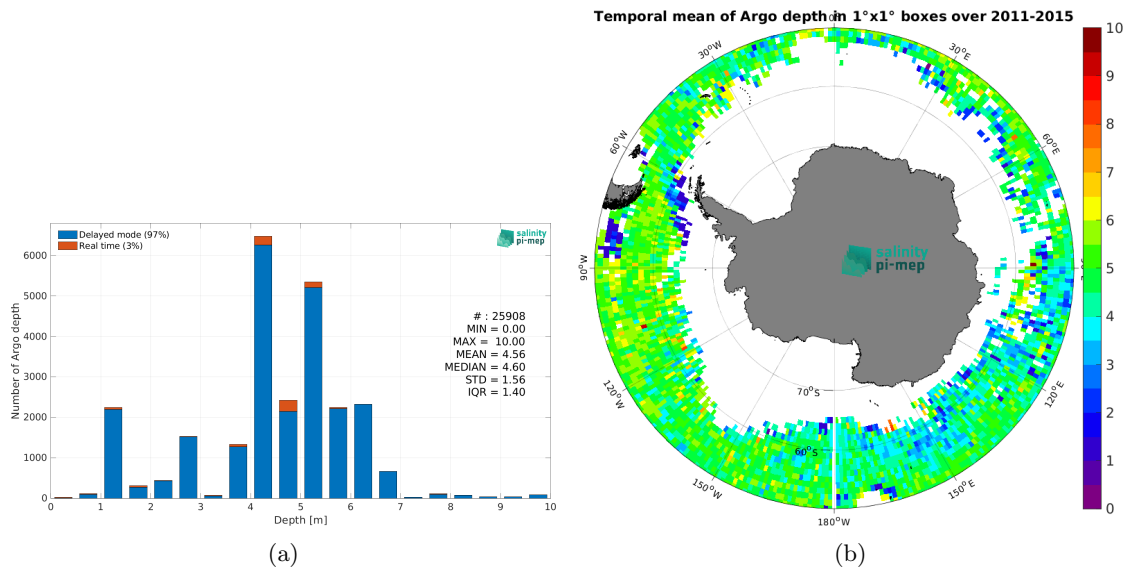 Delayed mode (97%)
Real time (3%)
salinity
pi-mep
Number of Argo depth
6000
5000
4000
3000
2000
1000
0
# : 25908
MIN = 0.00
MAX = 10.00
MEAN = 4.56
MEDIAN = 4.60
STD = 1.56
IQR = 1.40
0 1 2 3 4 5 6 7 8 9 10
Depth [m]
(a)
Temporal mean of Argo depth in 1°x1° boxes over 2011-2015
30°W
30°E
60°W
60°E
90°W
120°W
120°E
150°W
150°E
180°W
70°S
60°S
salinity
pi-mep
10
9
8
7
6
5
4
3
2
1
0
(b)